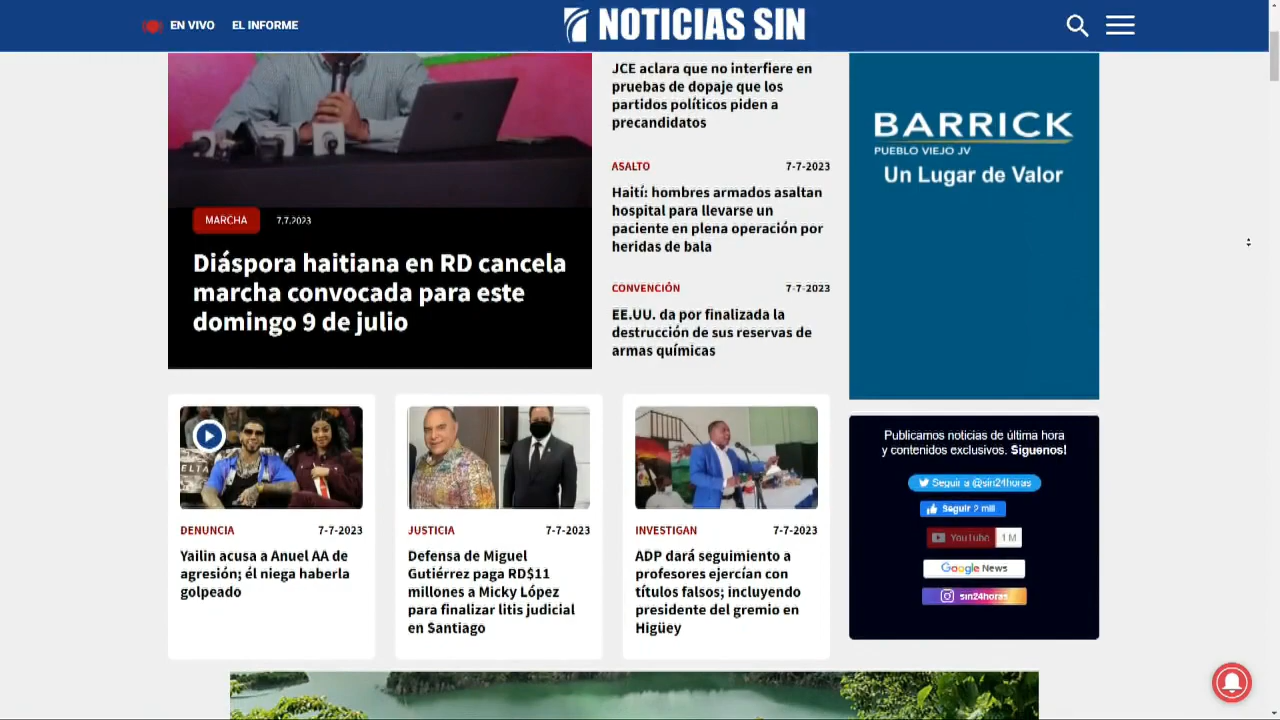 EN VIVO
EL INFORME
NOTICIAS SIN
MARCHA
7.7.2023
Diáspora haitiana en RD cancela
marcha convocada para este
domingo 9 de julio
JCE aclara que no interfiere en
pruebas de dopaje que los
partidos políticos piden a
precandidatos
ASALTO
7-7-2023
Haití: hombres armados asaltan
hospital para llevarse un
paciente en plena operación por
heridas de bala
CONVENCIÓN
7-7-2023
EE.UU. da por finalizada la
destrucción de sus reservas de
armas químicas
BARRICK
PUEBLO VIEJO JV
Un Lugar de Valor
DELTA
DENUNCIA
7-7-2023
Yailin acusa a Anuel AA de
agresión; él niega haberla
golpeado
JUSTICIA
7-7-2023
Defensa de Miguel
Gutiérrez paga RD$11
millones a Micky López
para finalizar litis judicial
en Santiago
INVESTIGAN
7-7-2023
ADP dará seguimiento a
profesores ejercían con
títulos falsos; incluyendo
presidente del gremio en
Higüey
Publicamos noticias de última hora
y contenidos exclusivos. Síguenos!
Seguir a @sin24horas
Seguir 2 mill
YouTube 1 M
Google News
sin24horas